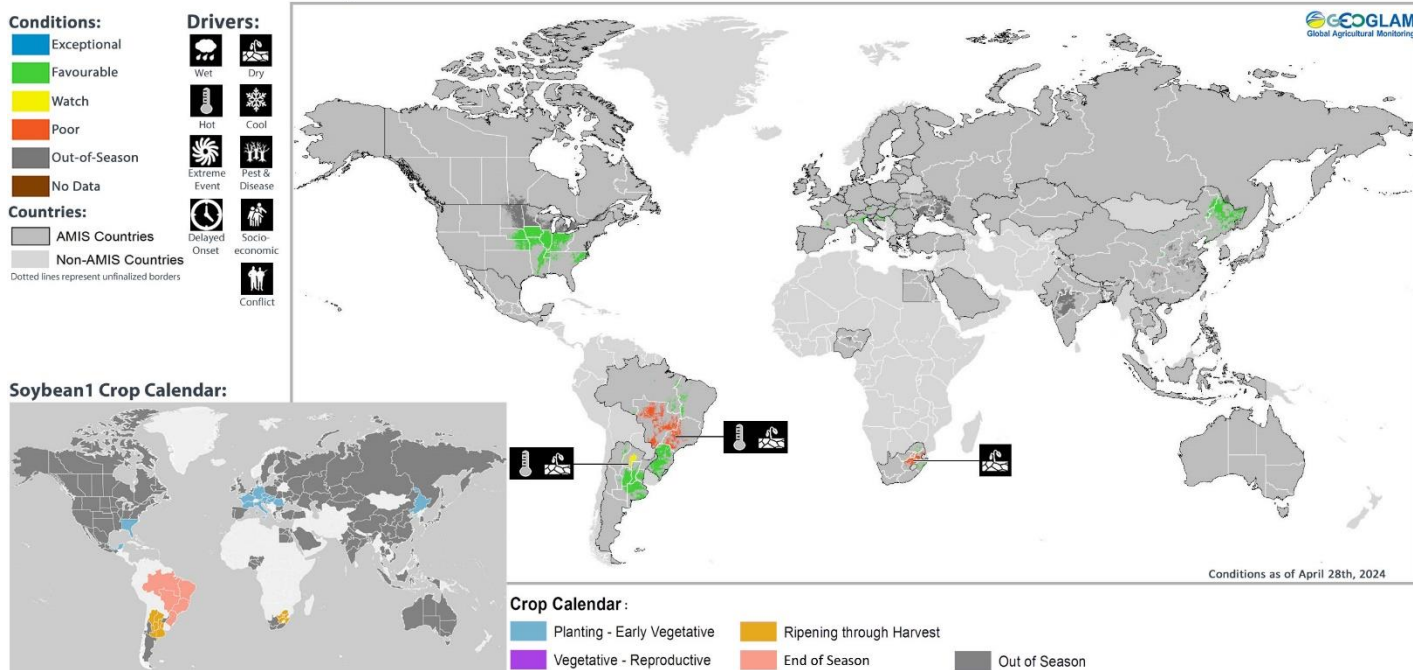 Conditions:
Exceptional
Favourable
Watch
Poor
Out-of-Season
No Data
Countries:
AMIS Countries
Non-AMIS Countries
Dotted lines represent unfinalized borders
Drivers:
Wet
Dry
Hot
Cool
Extreme
Event
Pest &
Disease
Delayed
Onset
Socio-
economic
Conflict
GEOGLAM
Global Agricultural Monitoring
Soybean1 Crop Calendar:
Conditions as of April 28th, 2024
Crop Calendar :
Planting - Early Vegetative
Ripening through Harvest
Vegetative - Reproductive
End of Season
Out of Season